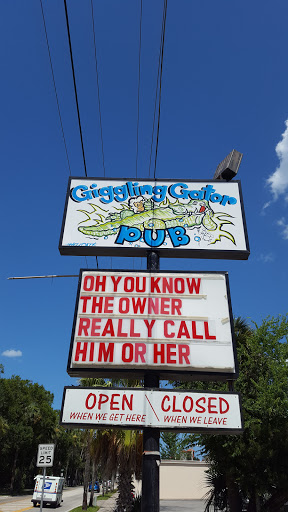 Giggling Gator
PUB
OH YOU KNOW
THE OWNER
REALLY CALL
HIM OR HER
OPEN CLOSED
WHEN WE GET HERE WHEN WE LEAVE
SPEED
LIMIT
45